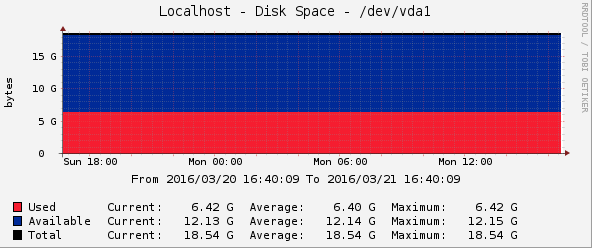 Localhost - Disk Space - /dev/vda1
RRDTOOL / TOBI OETIKER
bytes
15 G
10 G
5 G
0
Sun 18:00 Mon 00:00 Mon 06:00 Mon 12:00
From 2016/03/20 16:40:09 To 2016/03/21 16:40:09
Used Current: 6.42 G Average: 6.40 G Maximum: 6.42 G
Available Current: 12.13 G Average: 12.14 G Maximum: 12.15 G
Total Current: 18.54 G Average: 18.54 G Maximum: 18.54 G